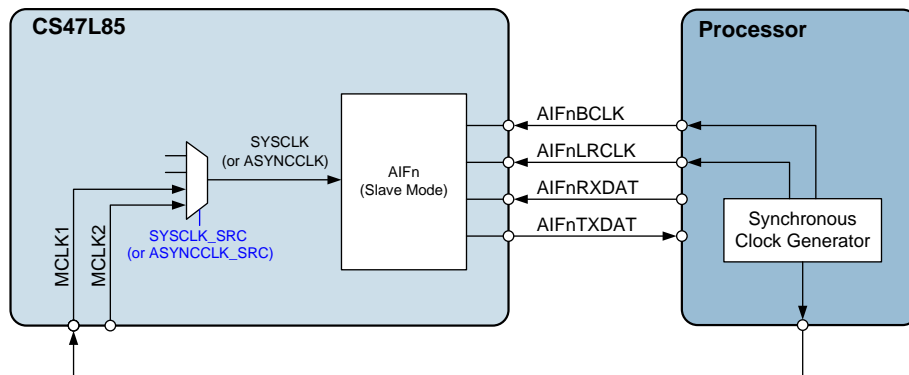 CS47L85
Processor
AIFnBCLK
SYSCLK
(or ASYNCCLK)
AIFnLRCLK
AIFn
(Slave Mode)
AIFnRXDAT
AIFnTXDAT
Synchronous
Clock Generator
MCLK1
MCLK2
SYSCLK_SRC
(or ASYNCCLK_SRC)